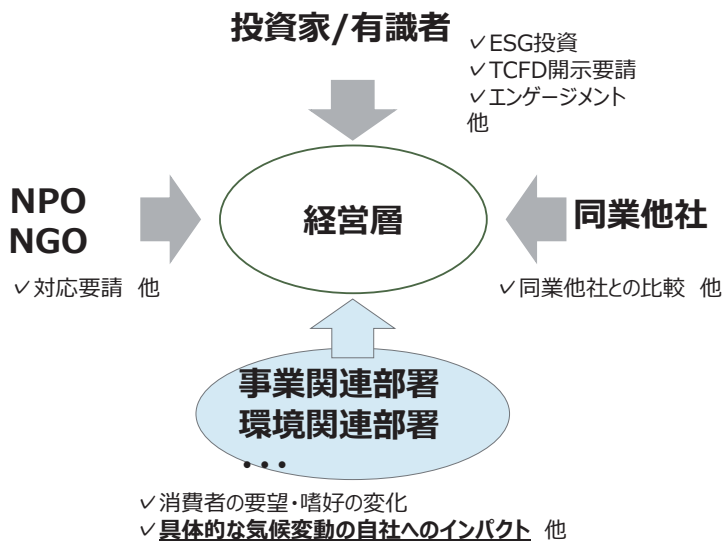 投資家/有識者
✓ESG投資
✓TCFD開示要請
✓エンゲージメント
他
NPO
NGO
✓対応要請 他
経営層
同業他社
✓同業他社との比較 他
事業関連部署
環境関連部署
・・・
✓消費者の要望・嗜好の変化
✓具体的な気候変動の自社へのインパクト 他